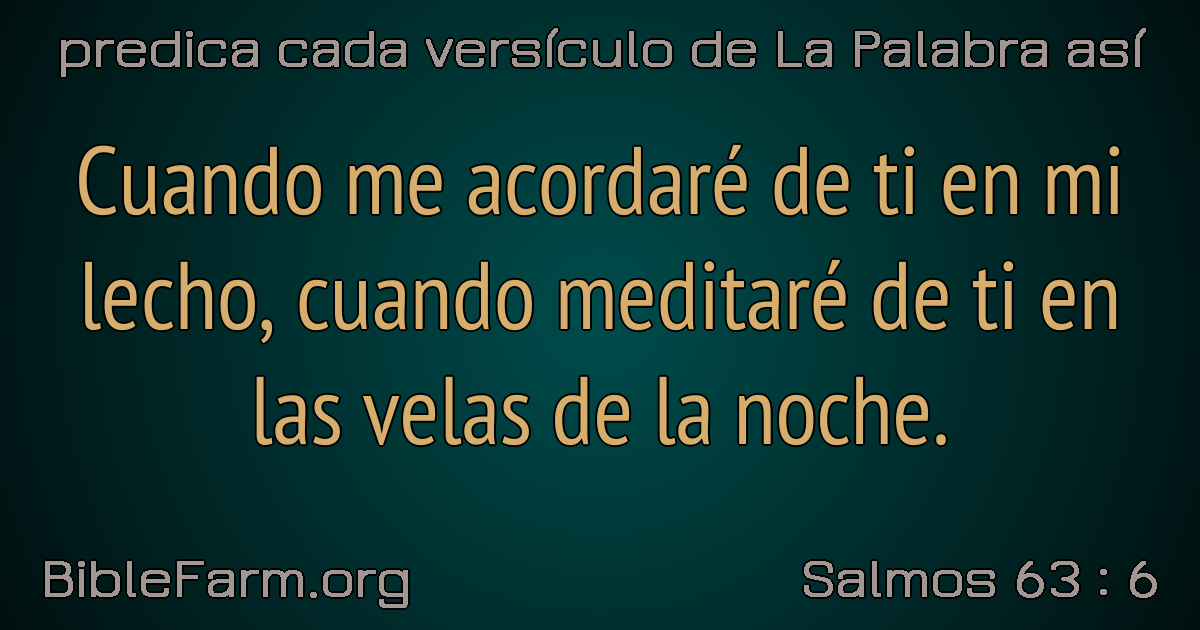 predica cada versículo de La Palabra así
Cuando me acordaré de ti en mi
lecho, cuando meditaré de ti en
las velas de la noche.
BibleFarm.org
Salmos 63 : 6